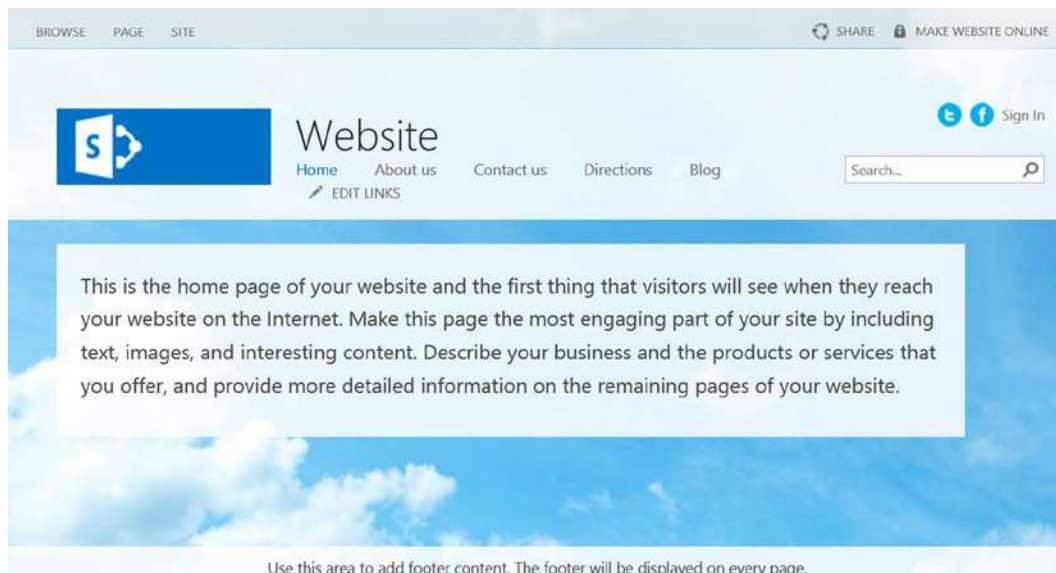 BROWSE PAGE SITE SHARE MAKE WEBSITE ONLINE
S
Website
Sign In
Home About us Contact us Directions Blog
Search...
EDIT LINKS
This is the home page of your website and the first thing that visitors will see when they reach
your website on the Internet. Make this page the most engaging part of your site by including
text, images, and interesting content. Describe your business and the products or services that
you offer, and provide more detailed information on the remaining pages of your website.
Use this area to add footer content. The footer will be displayed on every page.